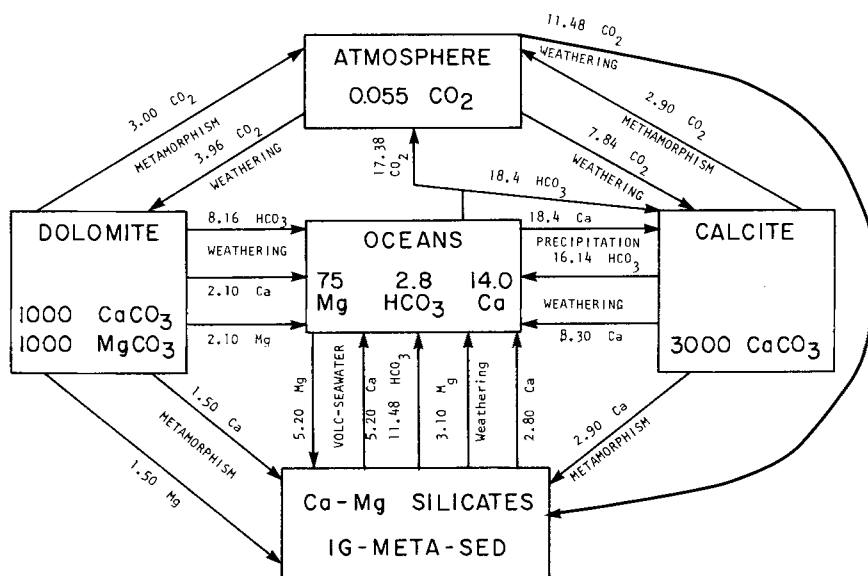 11.48 CO2
WEATHERING
ATMOSPHERE
0.055 CO2
3.00 CO2
METAMORPHISM
3.96 CO2
WEATHERING
17.38
CO2
2.90 CO2
METHAMORPHISM
7.84 CO2
WEATHERING
18.4 HCO3
DOLOMITE
1000 CaCO3
1000 MgCO3
8.16 HCO3
WEATHERING
2.10 Ca
2.10 Mg
OCEANS
75 2.8 14.0
Mg HCO3 Ca
18.4 Ca
PRECIPITATION
16.14 HCO3
WEATHERING
8.30 Ca
CALCITE
3000 CaCO3
1.50 Ca
METAMORPHISM
1.50 Mg
5.20 Mg
VOLC-SEAWATER
5.20 Ca
11.48 HCO3
3.10 Mg
Weathering
2.80 Ca
2.90 Ca
METAMORPHISM
Ca-Mg SILICATES
IG-META-SED